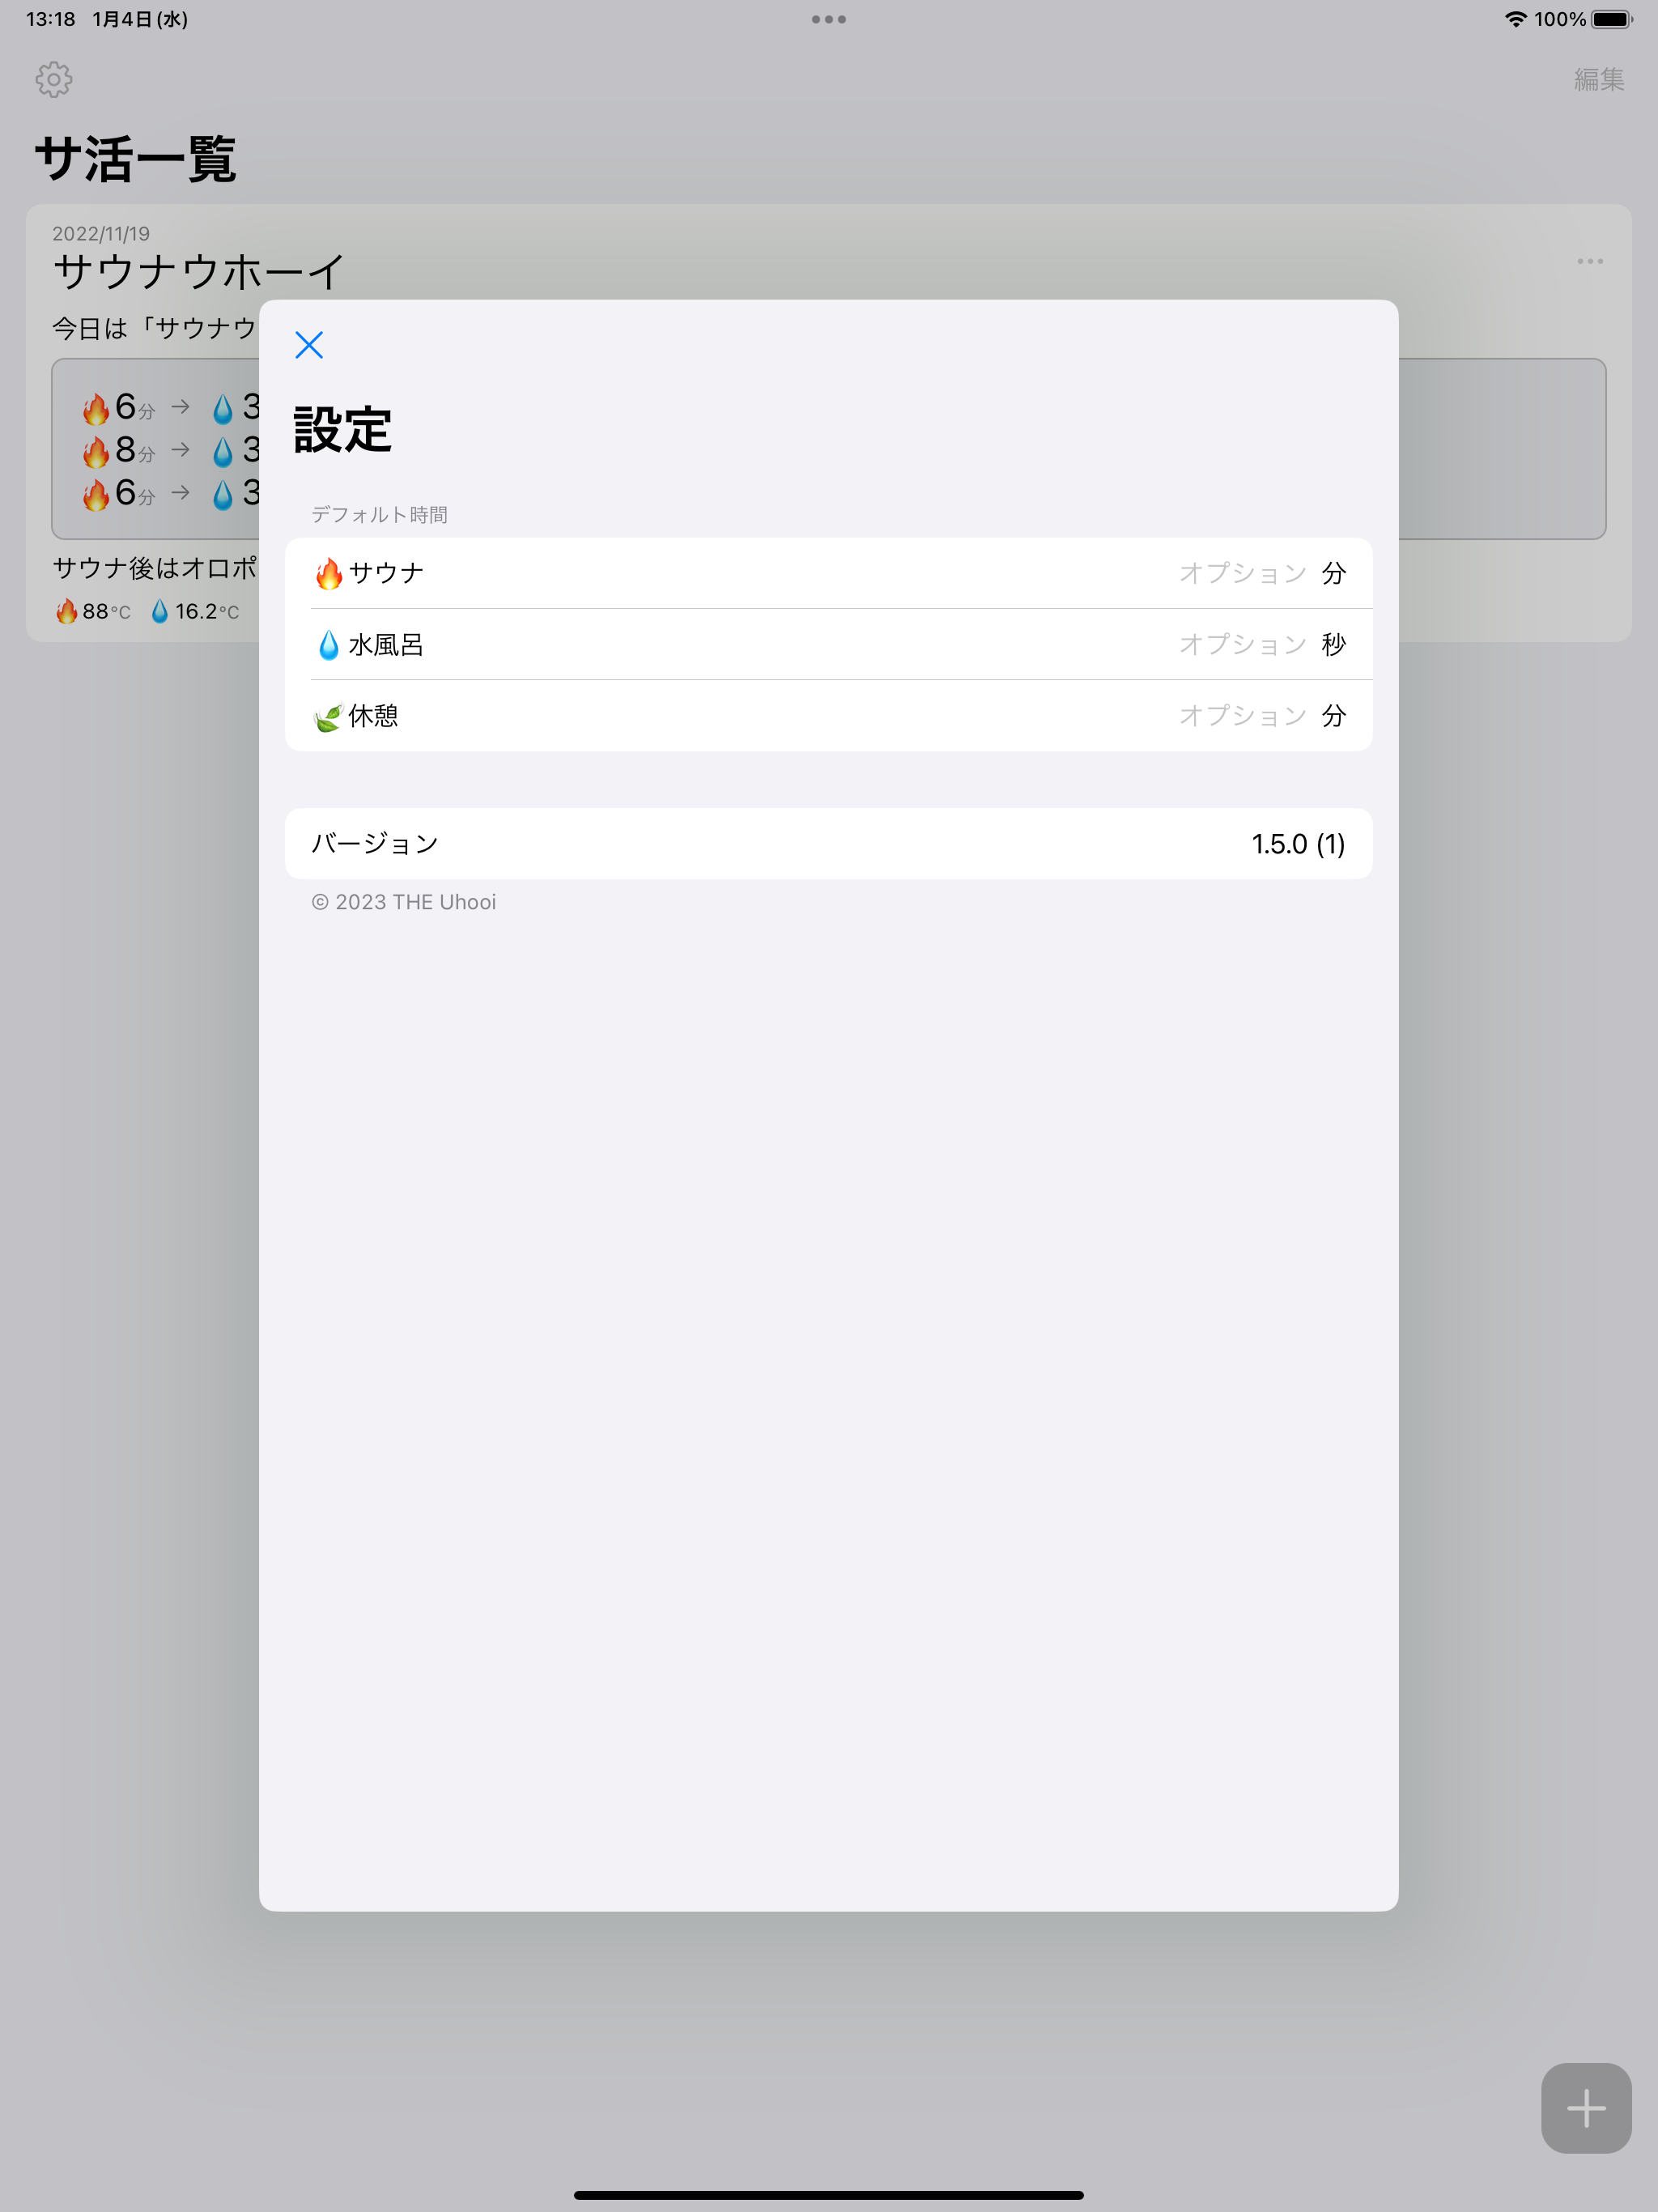 13:18 1月4日(水)
100%
編集
サ活一覧
2022/11/19
サウナウホーイ
今日は「サウナウ
6分 → 3
8分 → 3
6分 → 3
サウナ後はオロポ
88°C 16.2°C
設定
デフォルト時間
サウナ オプション 分
水風呂 オプション 秒
休憩 オプション 分
バージョン 1.5.0 (1)
© 2023 THE Uhooi